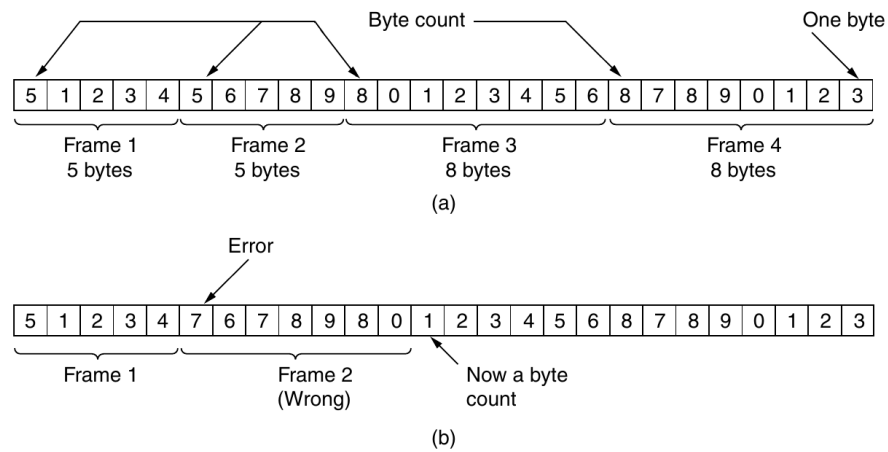 Byte count One byte
5 1 2 3 4 5 6 7 8 9 8 0 1 2 3 4 5 6 8 7 8 9 0 1 2 3
Frame 1 Frame 2 Frame 3 Frame 4
5 bytes 5 bytes 8 bytes 8 bytes
(a)
Error
5 1 2 3 4 7 6 7 8 9 8 0 1 2 3 4 5 6 8 7 8 9 0 1 2 3
Frame 1 Frame 2 Now a byte
(Wrong) count
(b)